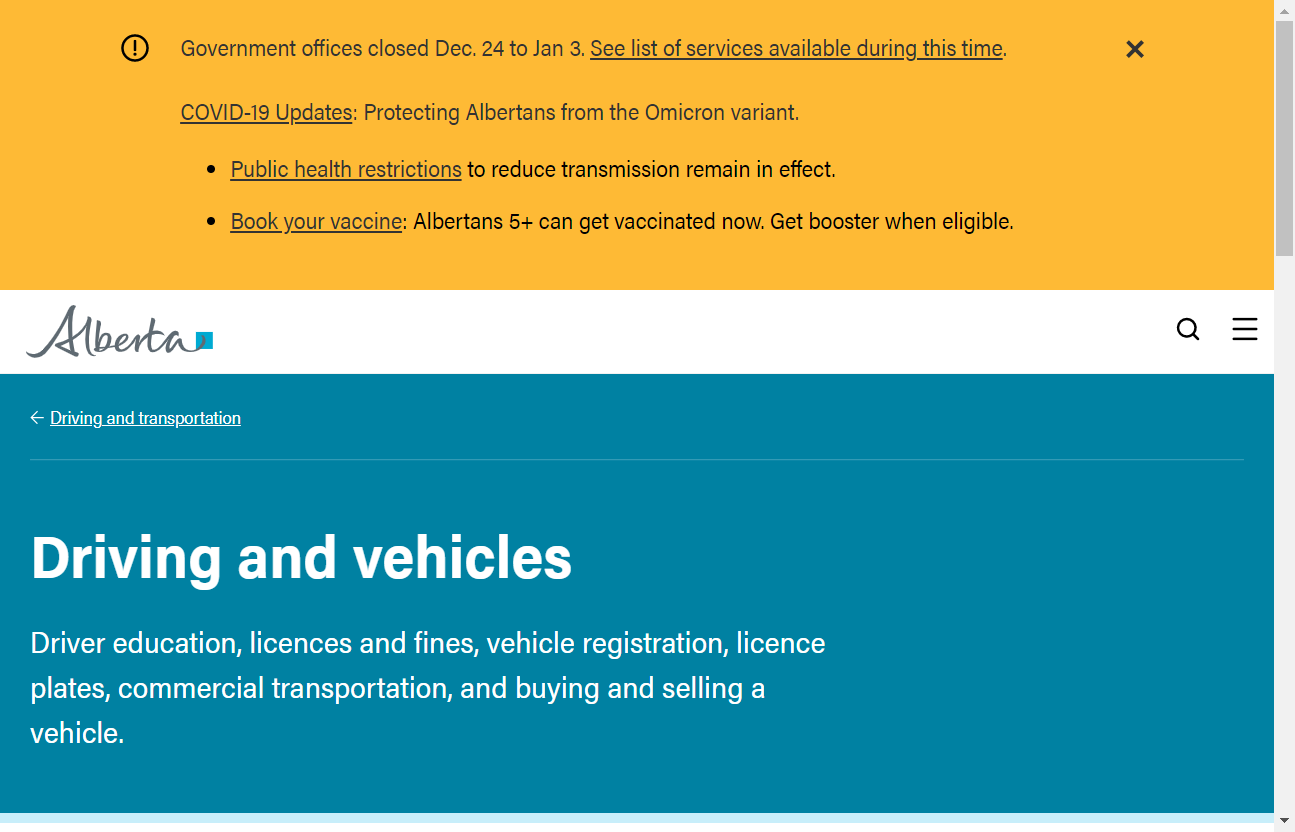 Government offices closed Dec. 24 to Jan 3. See list of services available during this time.
COVID-19 Updates: Protecting Albertans from the Omicron variant.
Public health restrictions to reduce transmission remain in effect.
Book your vaccine: Albertans 5+ can get vaccinated now. Get booster when eligible.
Alberta
Driving and transportation
Driving and vehicles
Driver education, licences and fines, vehicle registration, licence
plates, commercial transportation, and buying and selling a
vehicle.